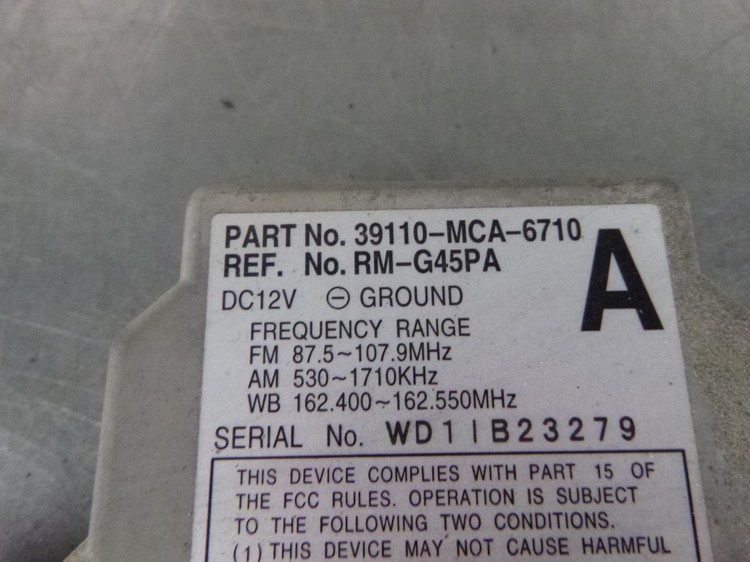 PART No. 39110-MCA-6710
REF. No. RM-G45PA
A
DC12V ⊖ GROUND
FREQUENCY RANGE
FM 87.5~107.9MHz
AM 530~1710KHz
WB 162.400~162.550MHz
SERIAL No. WD11B23279
THIS DEVICE COMPLIES WITH PART 15 OF
THE FCC RULES. OPERATION IS SUBJECT
TO THE FOLLOWING TWO CONDITIONS.
(1) THIS DEVICE MAY NOT CAUSE HARMFUL